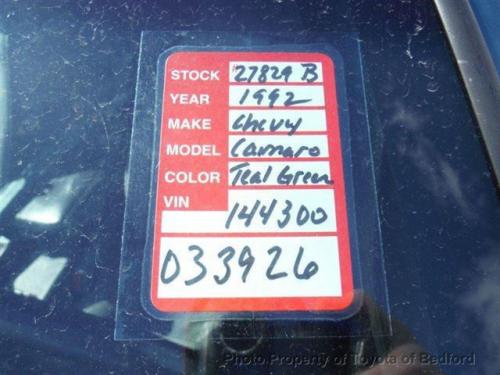 STOCK 27829 B
YEAR 1992
MAKE Chevy
MODEL Camaro
COLOR Teal Green
VIN
144300
033926
Photo Property of Toyota of Bedford